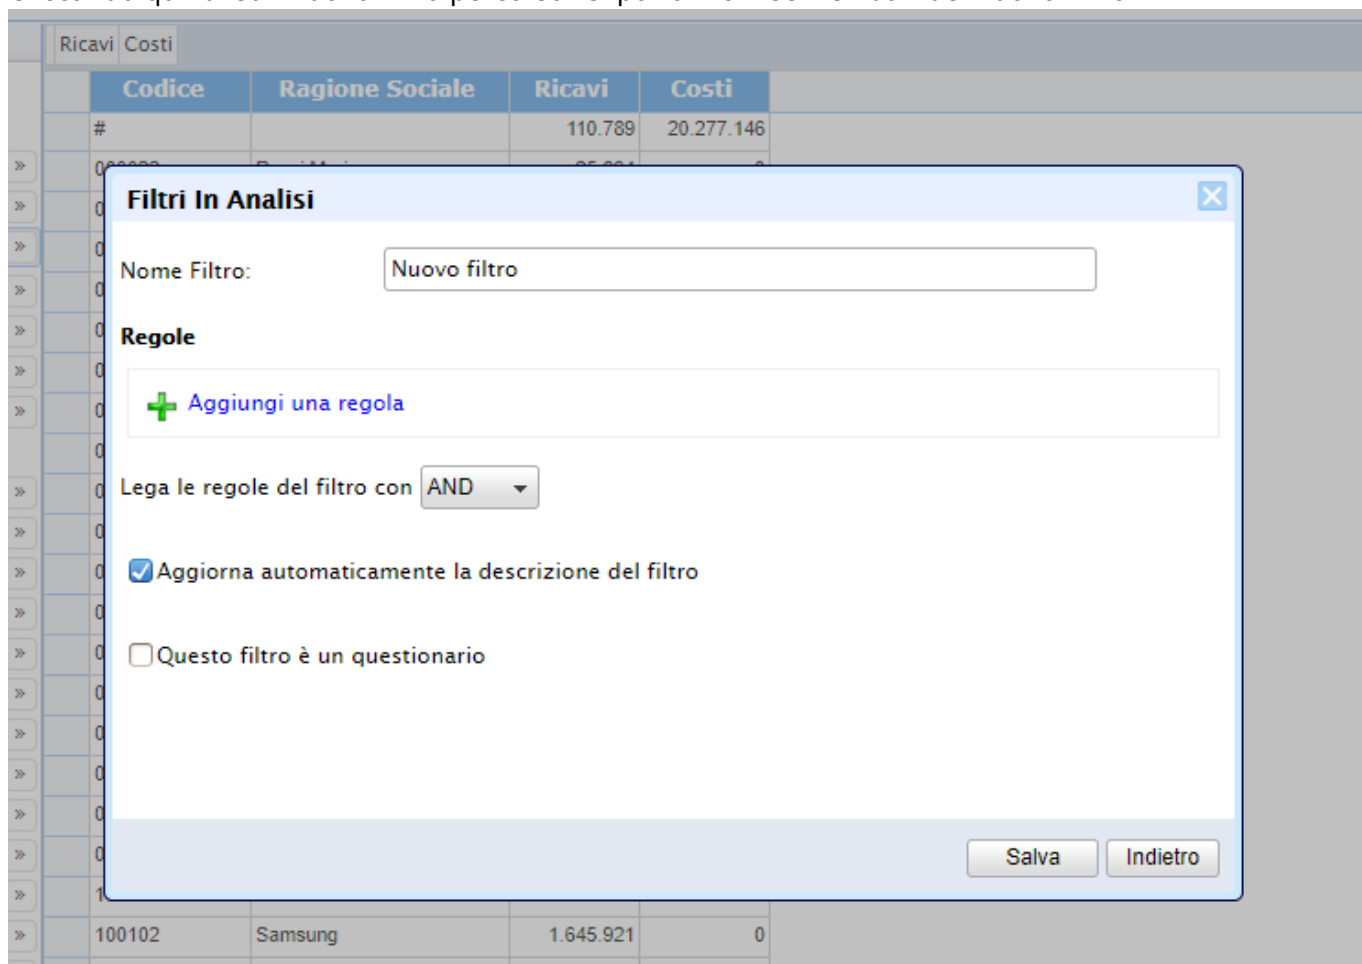 Ricavi Costi
Codice Ragione Sociale Ricavi Costi
# 110.789 20.277.146
Filtri In Analisi
Nome Filtro: Nuovo filtro
Regole
Aggiungi una regola
Lega le regole del filtro con AND
Aggiorna automaticamente la descrizione del filtro
Questo filtro è un questionario
Salva Indietro
100102 Samsung 1.645.921 0